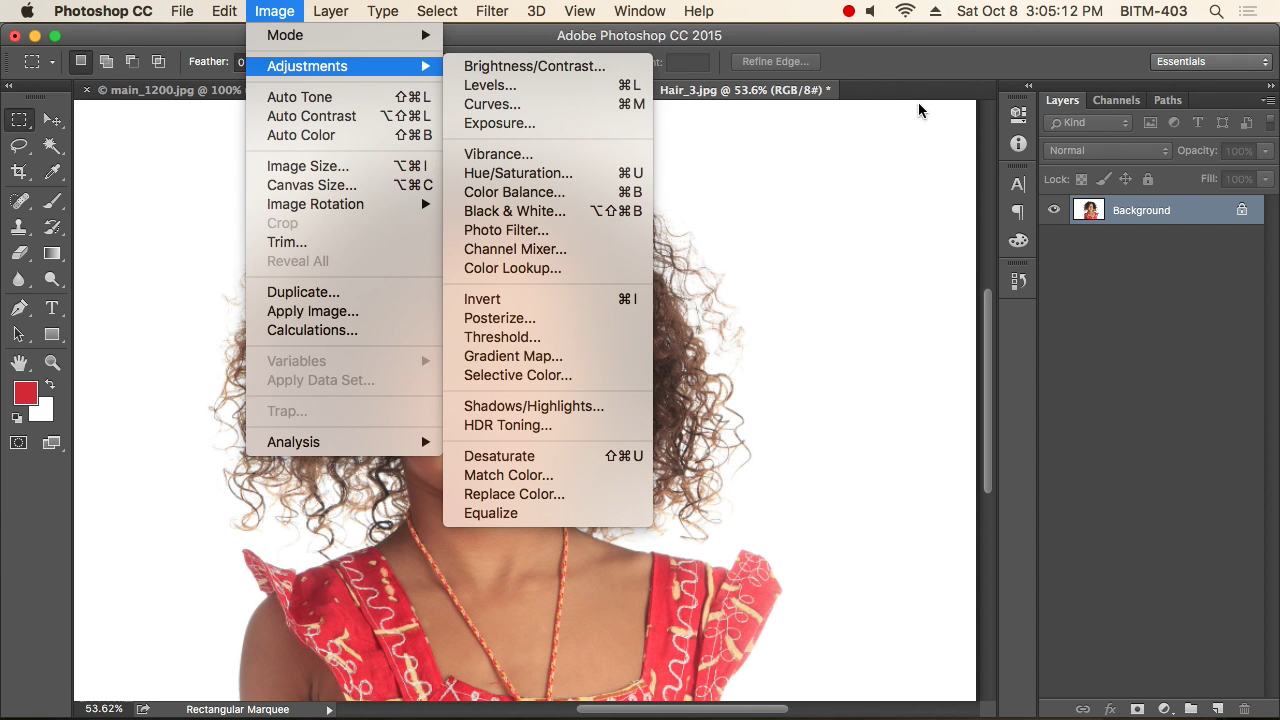 Photoshop CC File Edit Image Layer Type Select Filter 3D View Window Help Sat Oct 8 3:05:12 PM BITM-403
Adobe Photoshop CC 2015
Feather: 0 Refine Edge... Essentials
× © main_1200.jpg @ 100% Hair_3.jpg @ 53.6% (RGB/8#) *
Mode
Adjustments
Auto Tone ⇧⌘L
Auto Contrast ⌥⇧⌘L
Auto Color ⇧⌘B
Image Size... ⌥⌘I
Canvas Size... ⌥⌘C
Image Rotation
Crop
Trim...
Reveal All
Duplicate...
Apply Image...
Calculations...
Variables
Apply Data Set...
Trap...
Analysis
Brightness/Contrast...
Levels... ⌘L
Curves... ⌘M
Exposure...
Vibrance...
Hue/Saturation... ⌘U
Color Balance... ⌘B
Black & White... ⌥⇧⌘B
Photo Filter...
Channel Mixer...
Color Lookup...
Invert ⌘I
Posterize...
Threshold...
Gradient Map...
Selective Color...
Shadows/Highlights...
HDR Toning...
Desaturate ⇧⌘U
Match Color...
Replace Color...
Equalize
Layers Channels Paths
Kind
Normal Opacity: 100%
Lock: Fill: 100%
Background
53.62% Rectangular Marquee